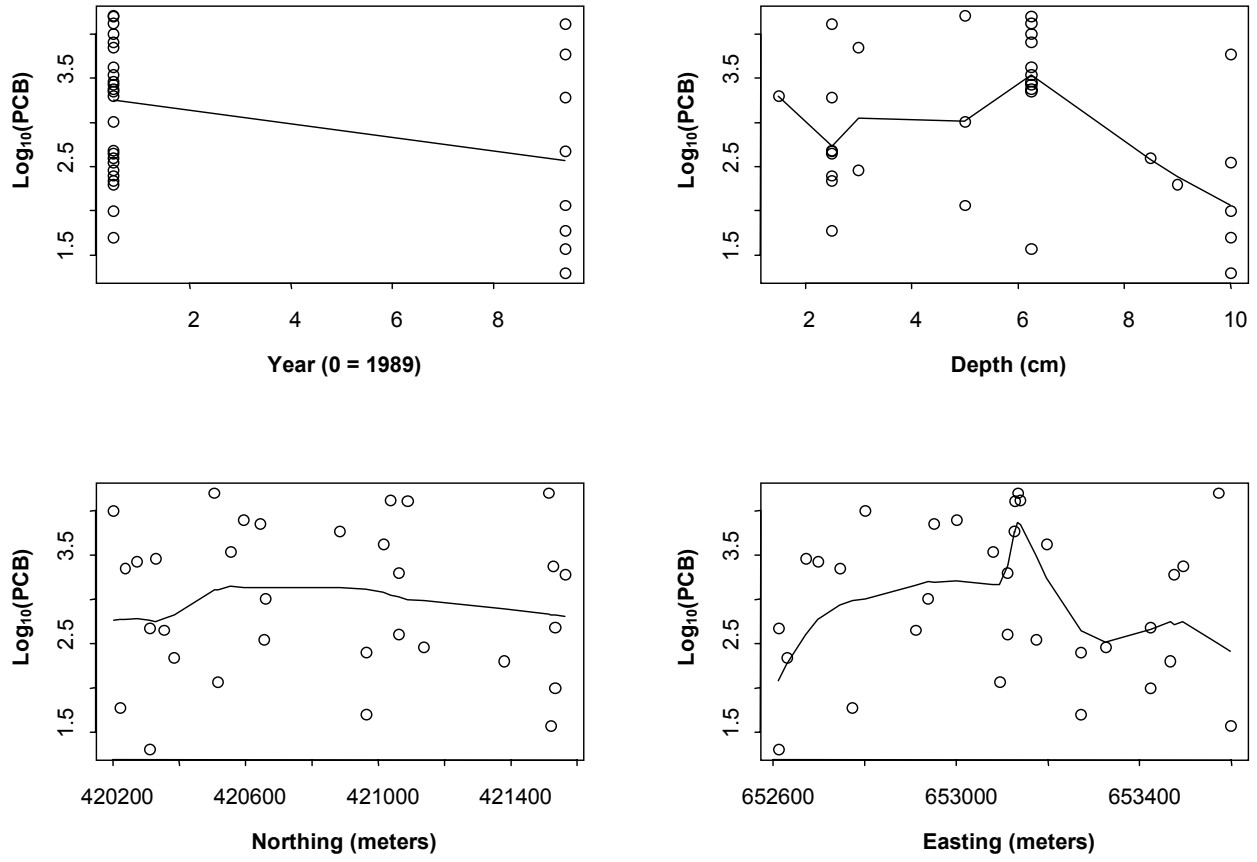 Log₁₀(PCB)
3.5
2.5
1.5
2 4 6 8
Year (0 = 1989)
Log₁₀(PCB)
3.5
2.5
1.5
2 4 6 8 10
Depth (cm)
Log₁₀(PCB)
3.5
2.5
1.5
420200 420600 421000 421400
Northing (meters)
Log₁₀(PCB)
3.5
2.5
1.5
652600 653000 653400
Easting (meters)